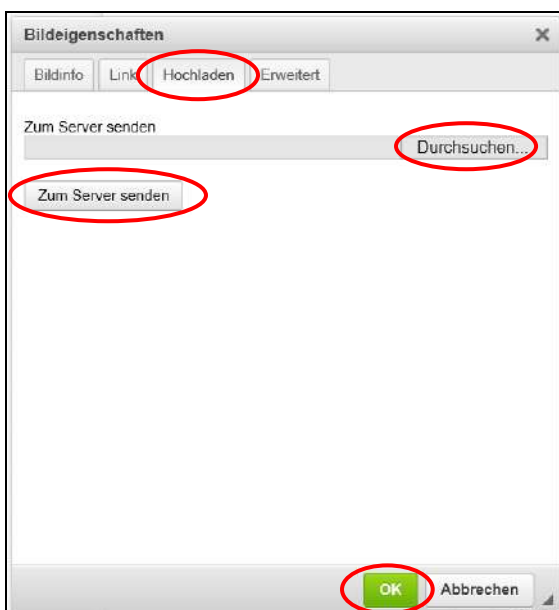 Bildeigenschaften
Bildinfo Link Hochladen Erweitert
Zum Server senden
Durchsuchen...
Zum Server senden
OK Abbrechen